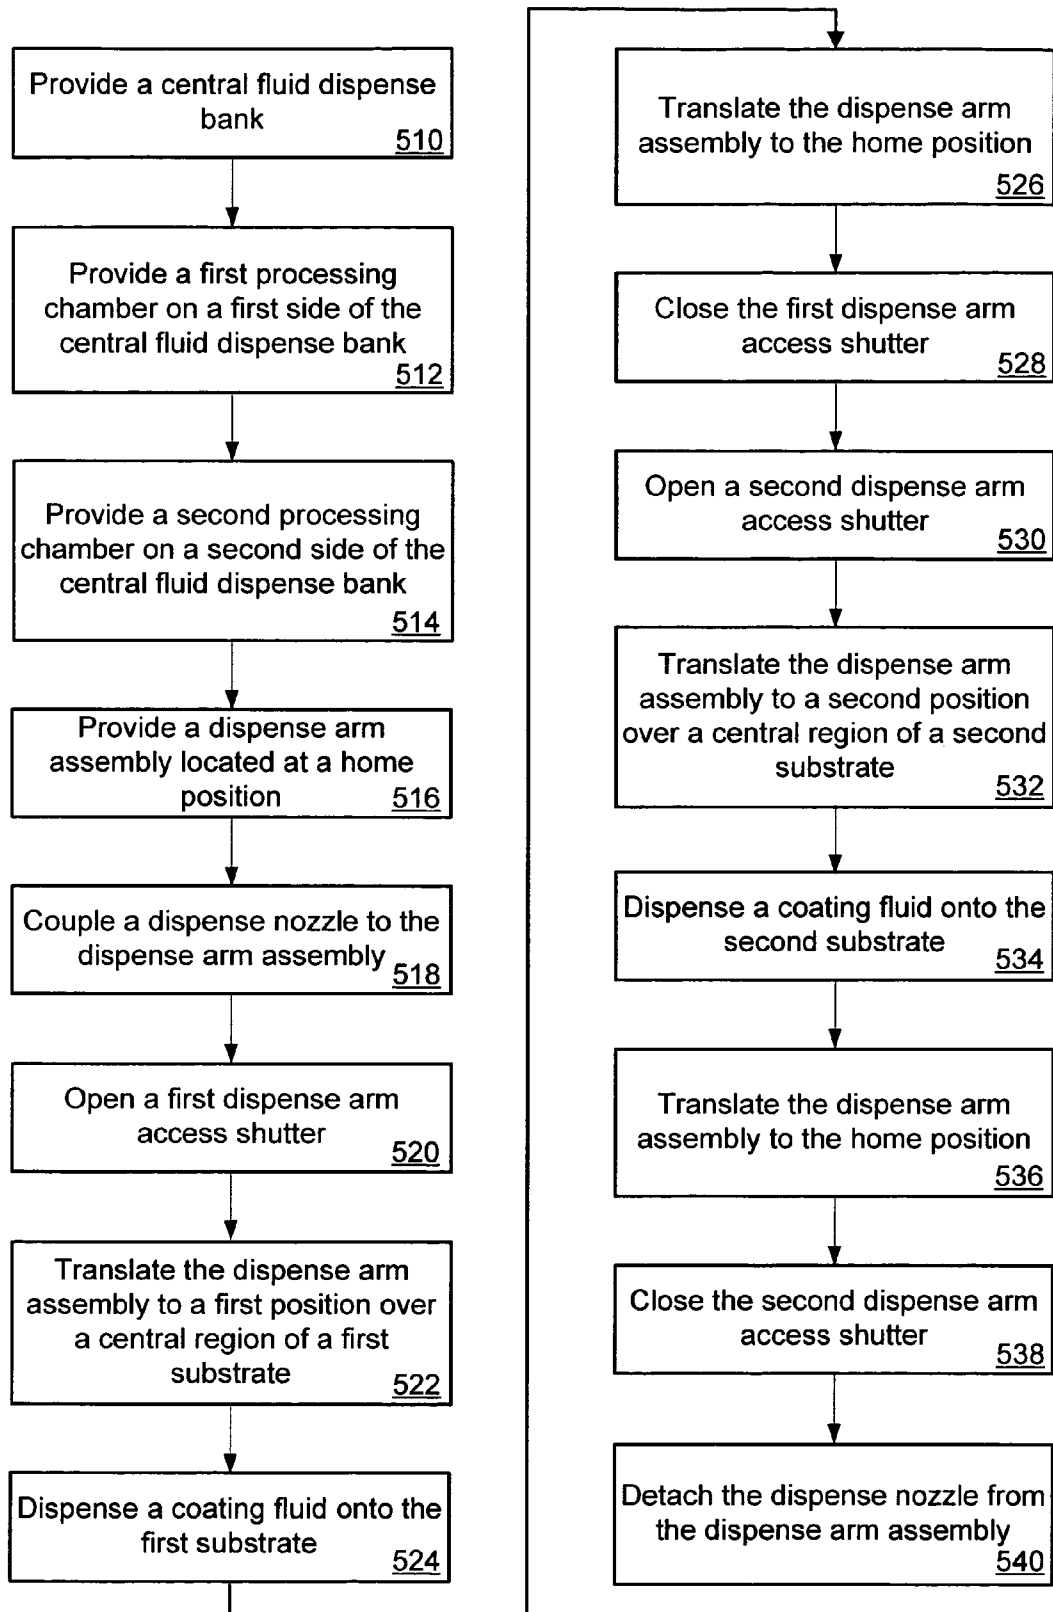 Provide a central fluid dispense
bank
510
Provide a first processing
chamber on a first side of the
central fluid dispense bank
512
Provide a second processing
chamber on a second side of the
central fluid dispense bank
514
Provide a dispense arm
assembly located at a home
position
516
Couple a dispense nozzle to the
dispense arm assembly
518
Open a first dispense arm
access shutter
520
Translate the dispense arm
assembly to a first position over
a central region of a first
substrate
522
Dispense a coating fluid onto the
first substrate
524
Translate the dispense arm
assembly to the home position
526
Close the first dispense arm
access shutter
528
Open a second dispense arm
access shutter
530
Translate the dispense arm
assembly to a second position
over a central region of a second
substrate
532
Dispense a coating fluid onto the
second substrate
534
Translate the dispense arm
assembly to the home position
536
Close the second dispense arm
access shutter
538
Detach the dispense nozzle from
the dispense arm assembly
540